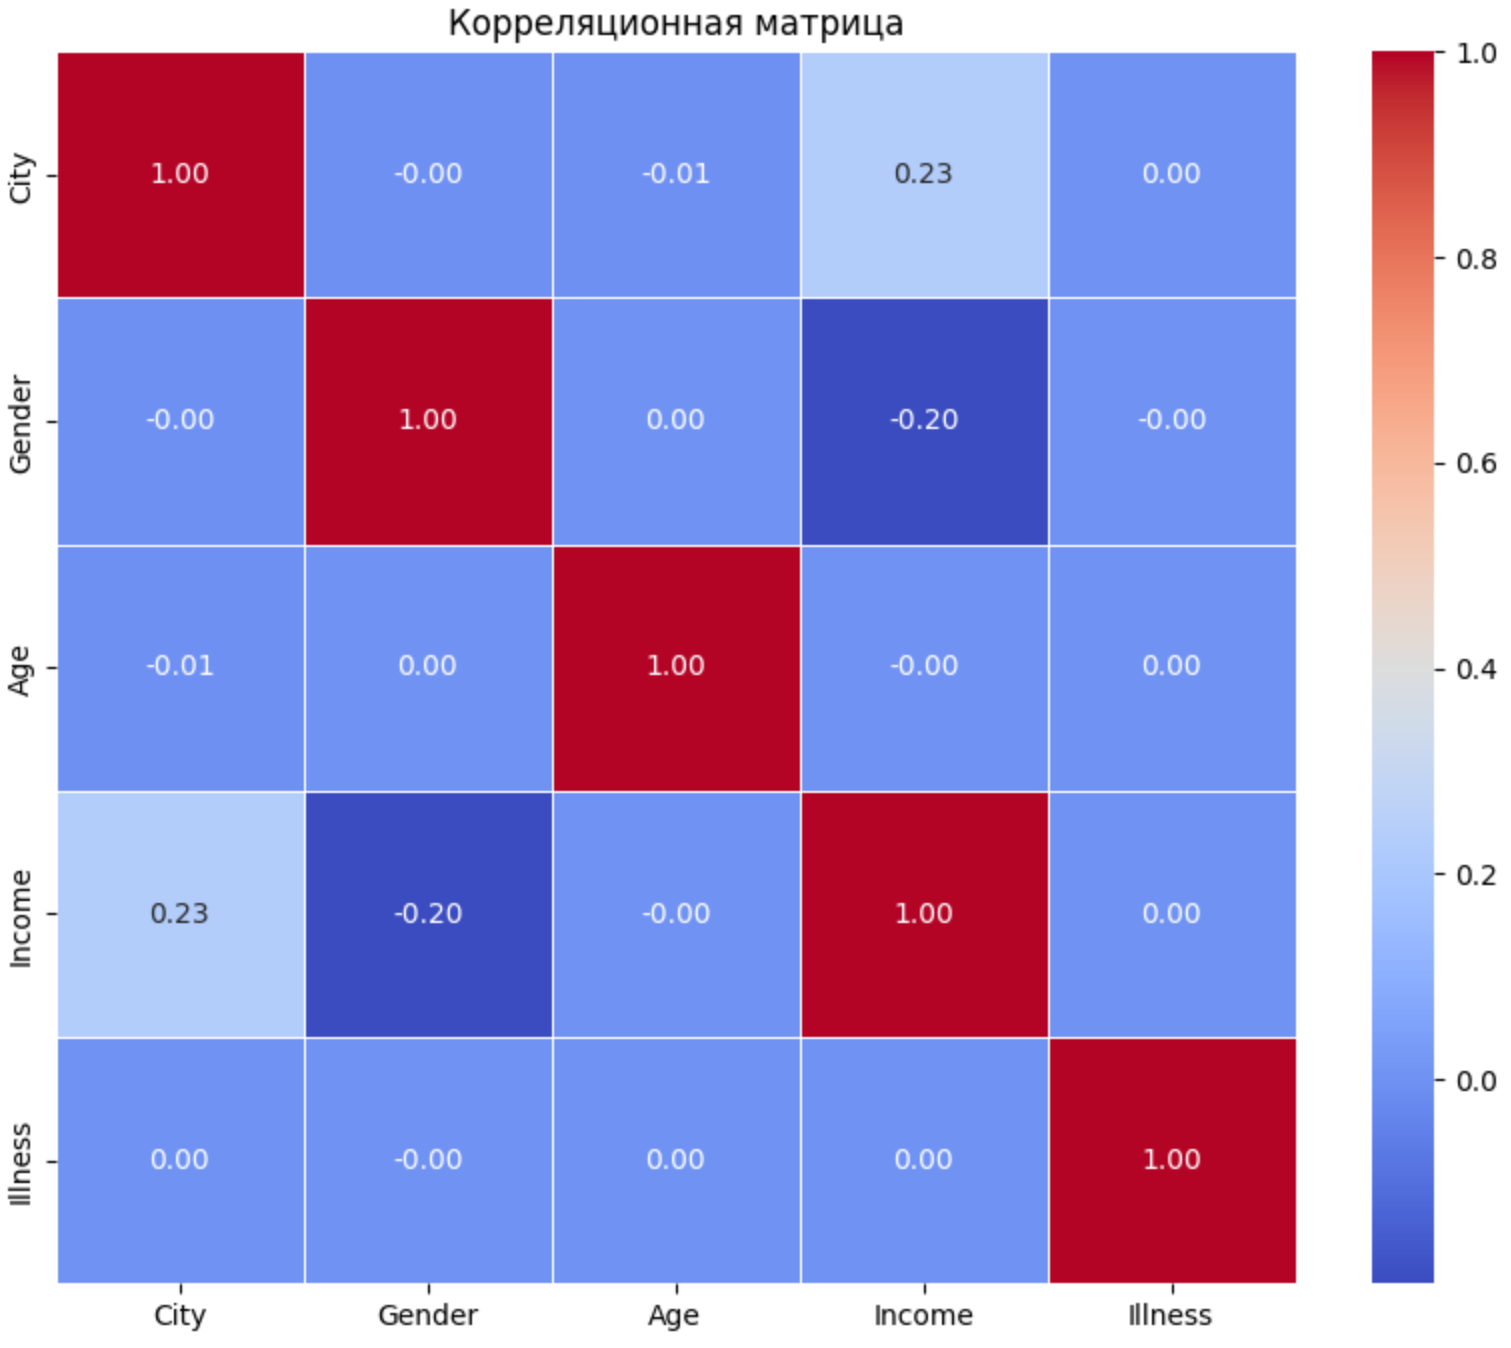 Корреляционная матрица
City 1.00 -0.00 -0.01 0.23 0.00
Gender -0.00 1.00 0.00 -0.20 -0.00
Age -0.01 0.00 1.00 -0.00 0.00
Income 0.23 -0.20 -0.00 1.00 0.00
Illness 0.00 -0.00 0.00 0.00 1.00
City Gender Age Income Illness
1.0
0.8
0.6
0.4
0.2
0.0